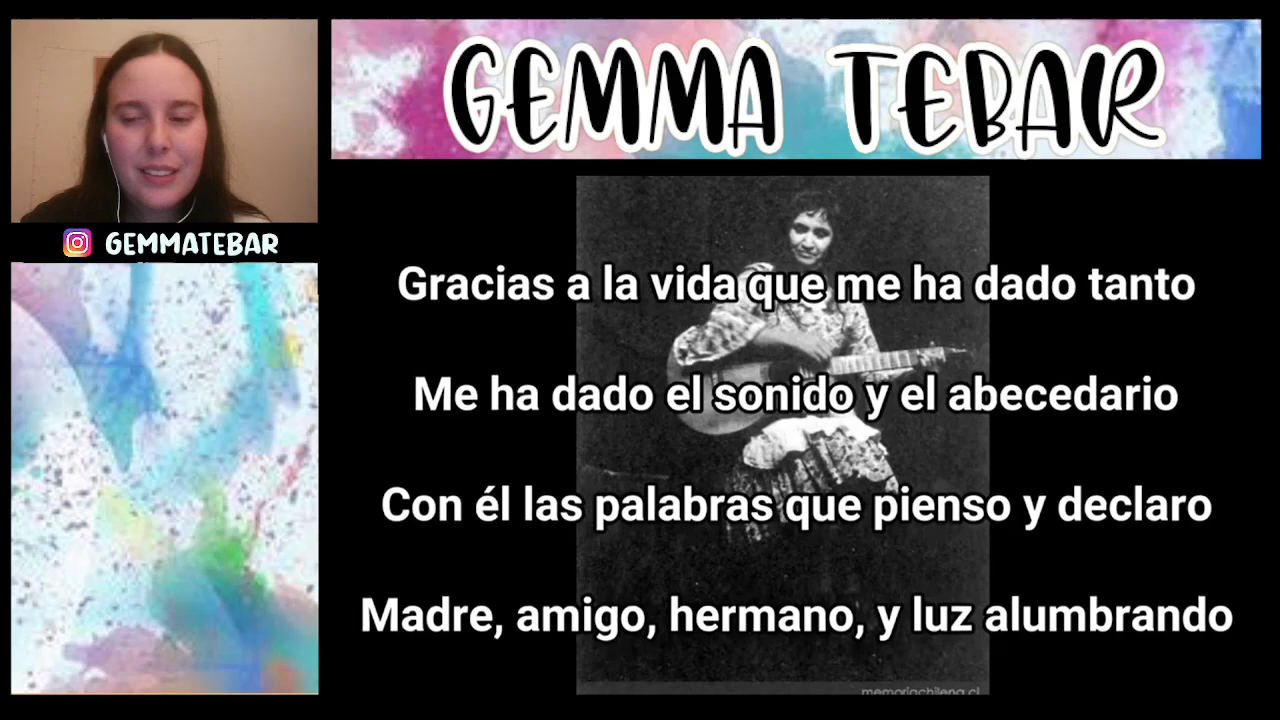 GEMMA TEBAR
GEMMATEBAR
Gracias a la vida que me ha dado tanto
Me ha dado el sonido y el abecedario
Con él las palabras que pienso y declaro
Madre, amigo, hermano, y luz alumbrando
memoriachilena.cl